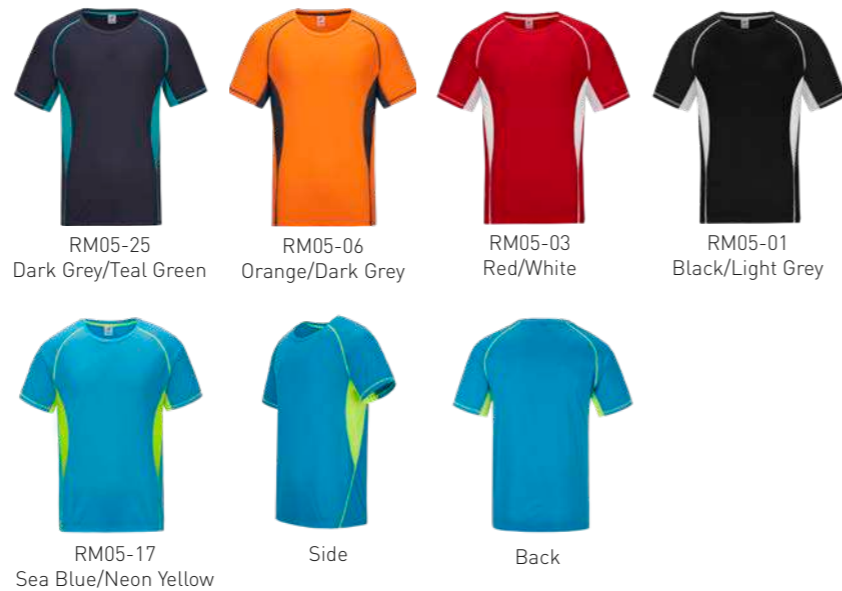 RM05-25
Dark Grey/Teal Green
RM05-06
Orange/Dark Grey
RM05-03
Red/White
RM05-01
Black/Light Grey
RM05-17
Sea Blue/Neon Yellow
Side
Back